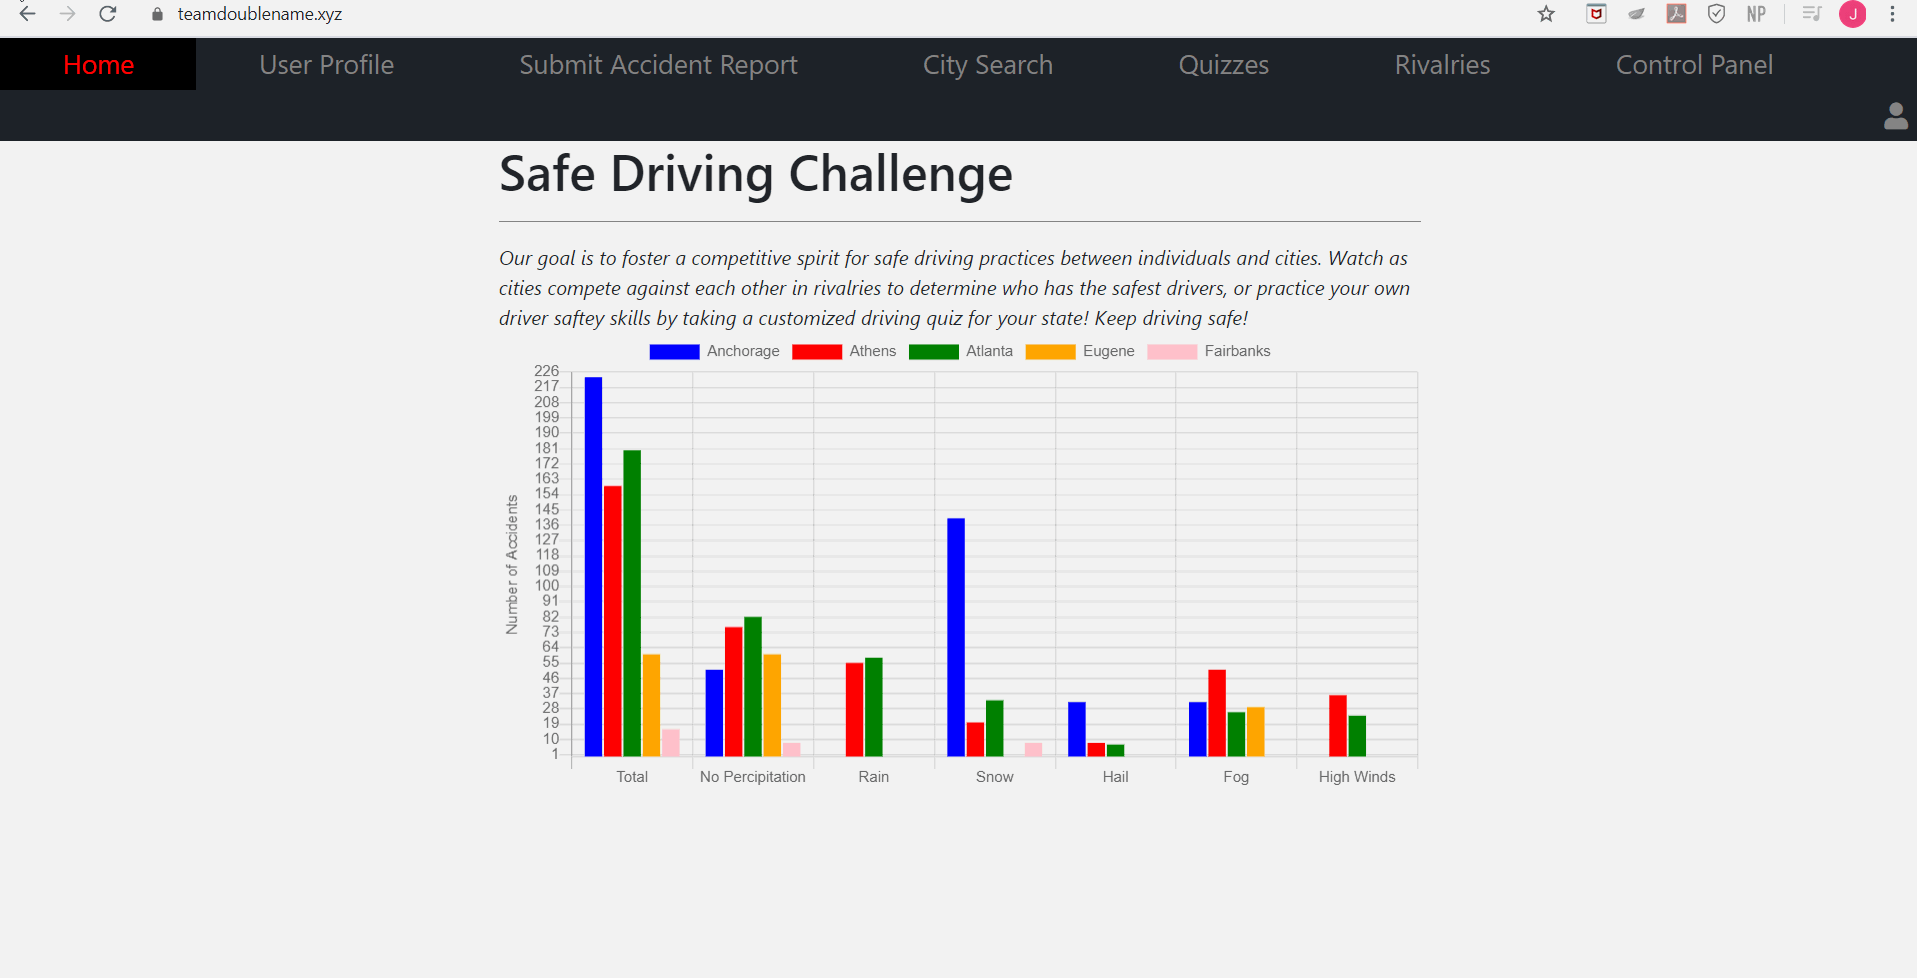 teamdoublename.xyz
NP
J
Home User Profile Submit Accident Report City Search Quizzes Rivalries Control Panel
Safe Driving Challenge
Our goal is to foster a competitive spirit for safe driving practices between individuals and cities. Watch as
cities compete against each other in rivalries to determine who has the safest drivers, or practice your own
driver saftey skills by taking a customized driving quiz for your state! Keep driving safe!
Anchorage Athens Atlanta Eugene Fairbanks
Number of Accidents
226
217
208
199
190
181
172
163
154
145
136
127
118
109
100
91
82
73
64
55
46
37
28
19
10
1
Total No Percipitation Rain Snow Hail Fog High Winds